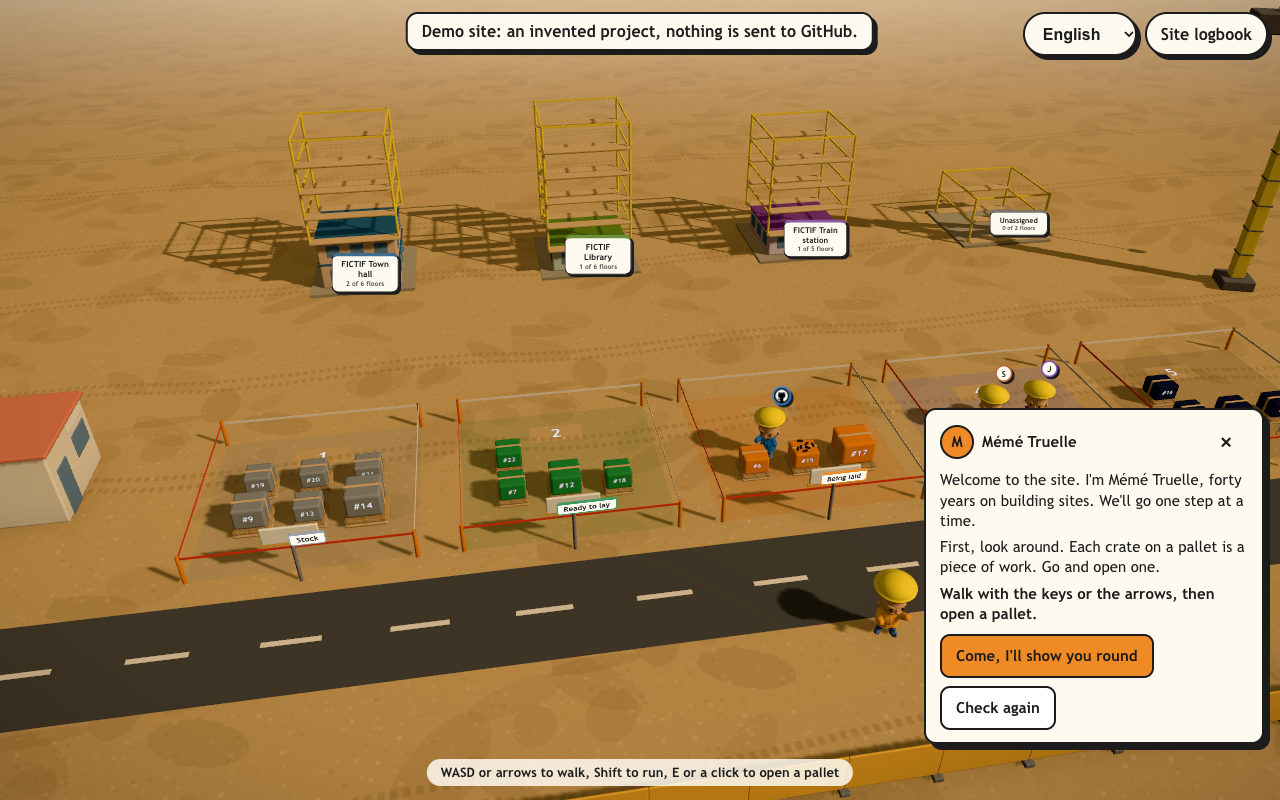 Demo site: an invented project, nothing is sent to GitHub.
English
Site logbook
FICTIF Town
hall
2 of 6 floors
FICTIF
Library
1 of 6 floors
FICTIF Train
station
1 of 5 floors
Unassigned
0 of 2 floors
S
J
#16
2
#22
#7
#12
#18
Ready to lay
#6
#15
#17
Being laid
1
#19
#20
#9
#13
#14
Stock
M
Mémé Truelle
×
Welcome to the site. I'm Mémé Truelle, forty
years on building sites. We'll go one step at a
time.
First, look around. Each crate on a pallet is a
piece of work. Go and open one.
Walk with the keys or the arrows, then
open a pallet.
Come, I'll show you round
Check again
WASD or arrows to walk, Shift to run, E or a click to open a pallet